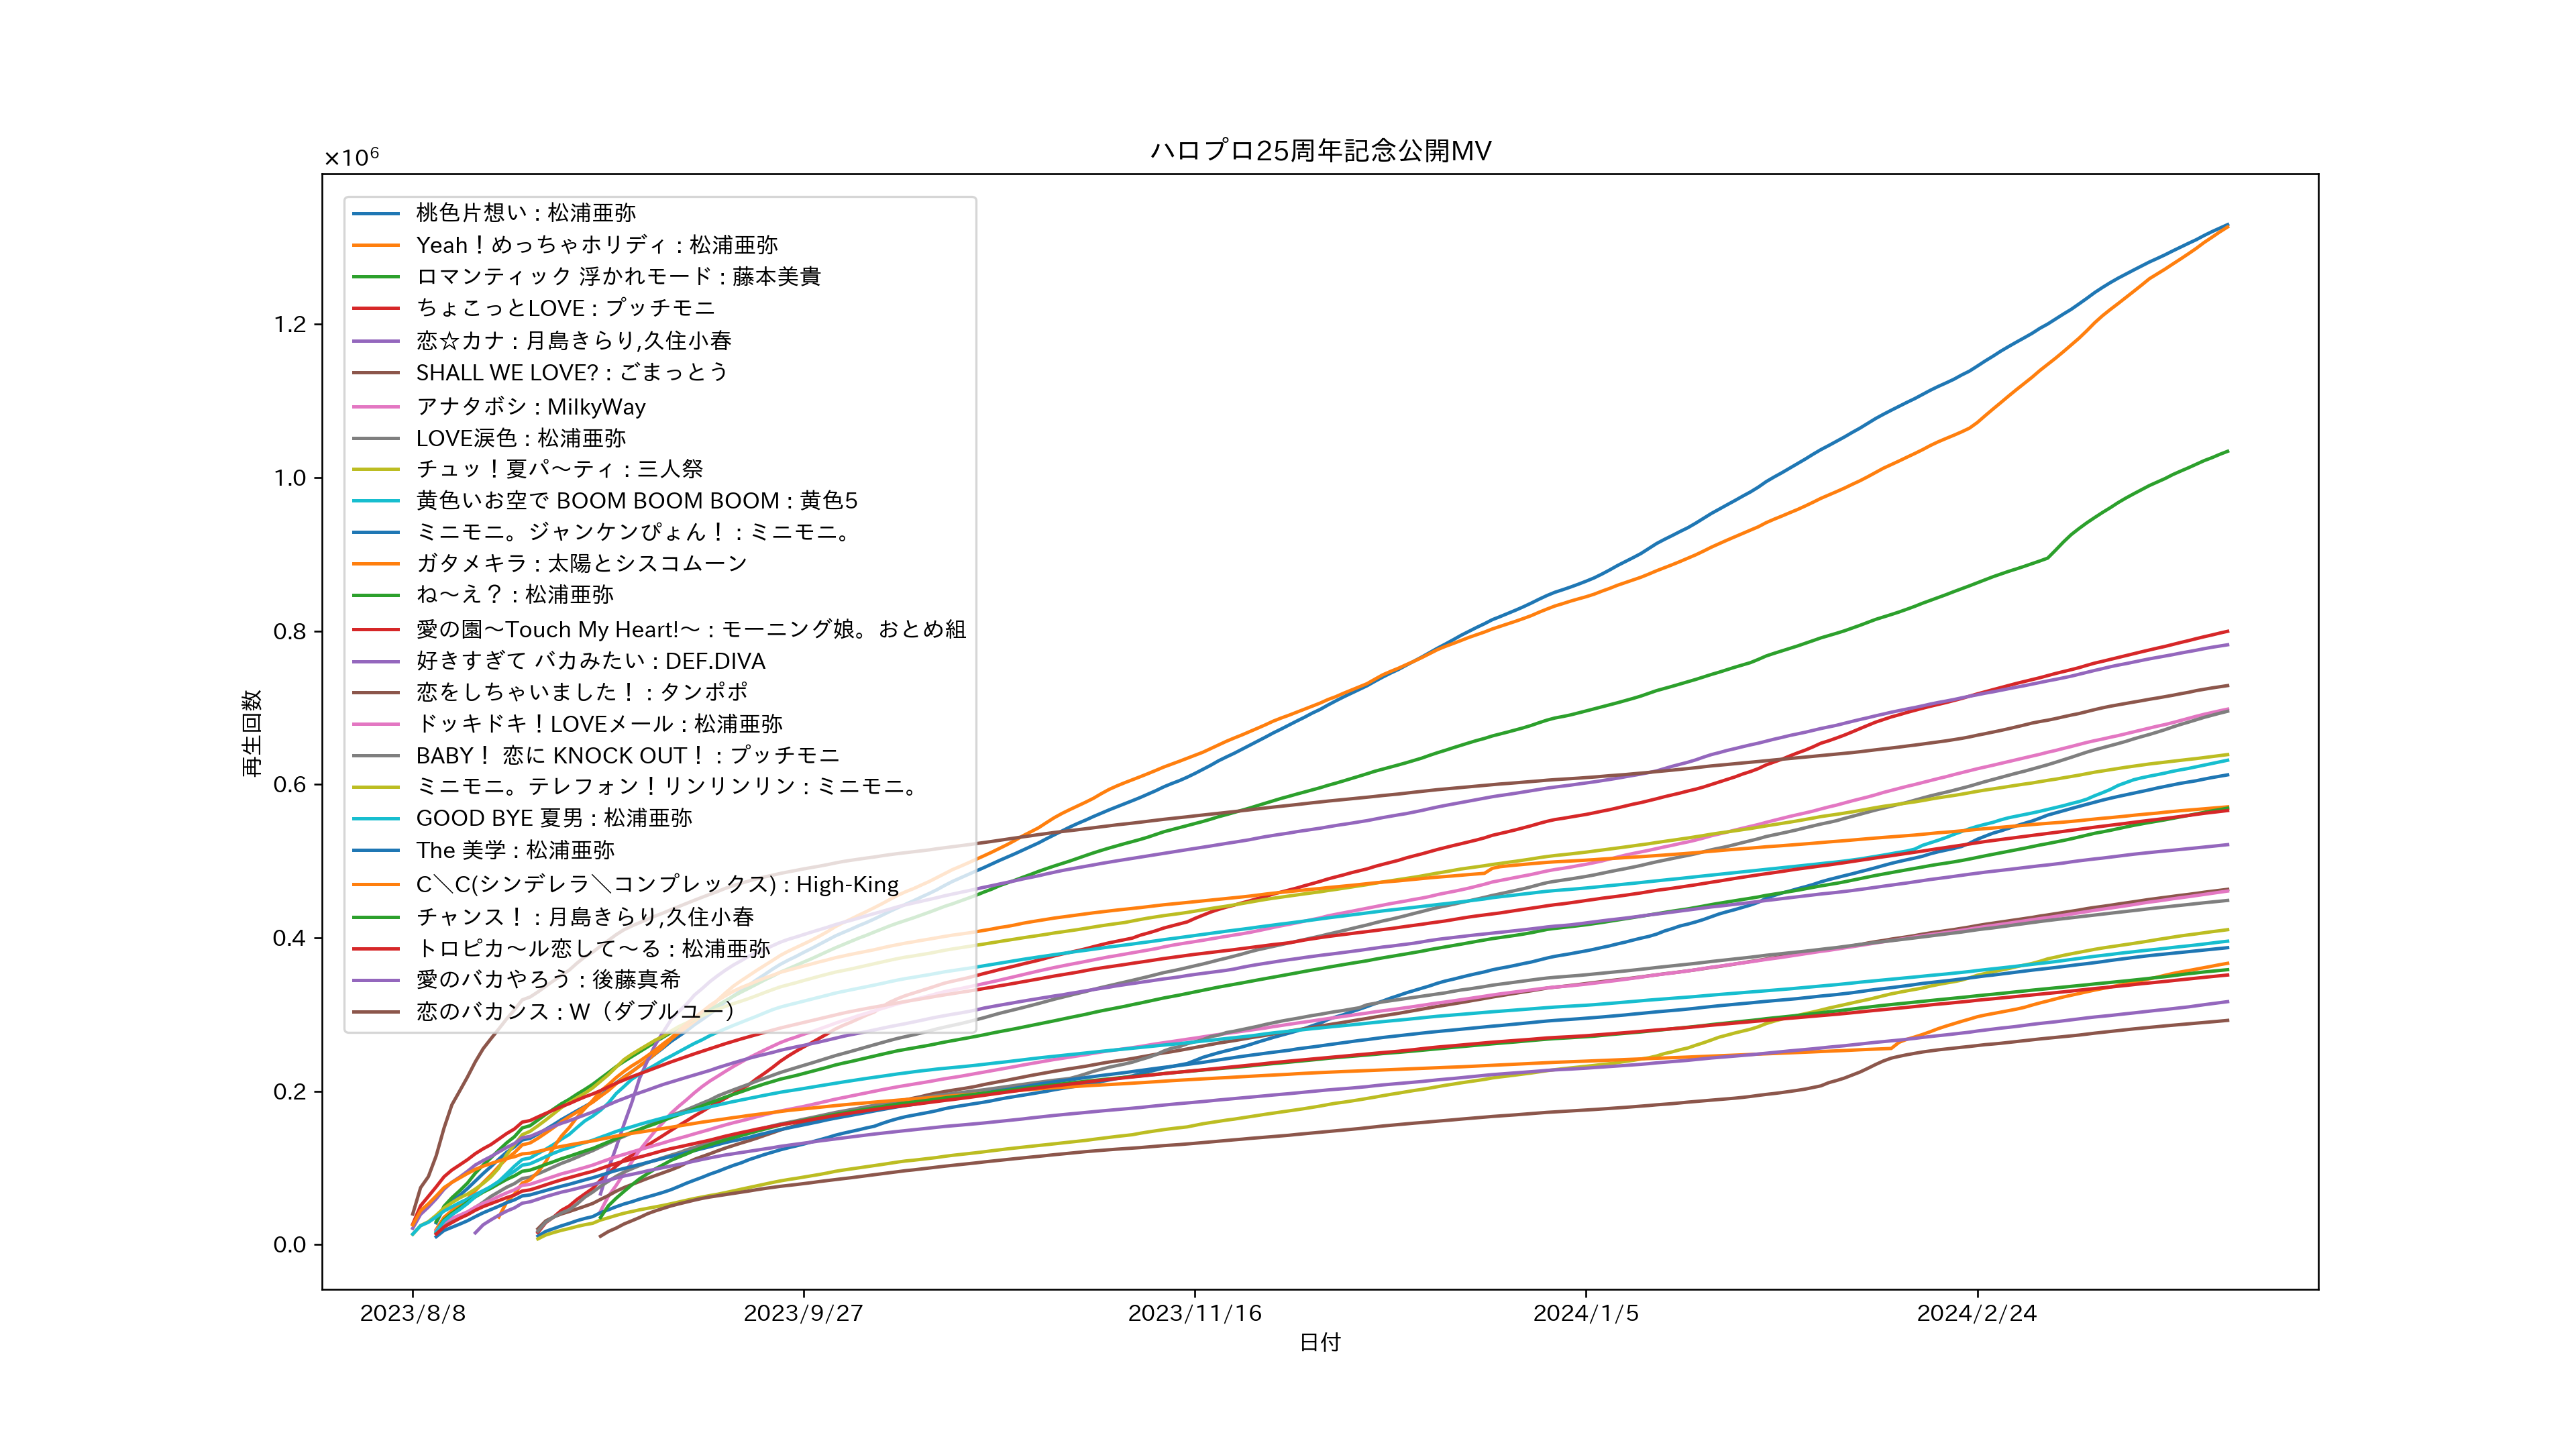 ハロプロ25周年記念公開MV
×10⁶
桃色片想い : 松浦亜弥
Yeah！めっちゃホリディ : 松浦亜弥
ロマンティック 浮かれモード : 藤本美貴
ちょこっとLOVE : プッチモニ
恋☆カナ : 月島きらり,久住小春
SHALL WE LOVE? : ごまっとう
アナタボシ : MilkyWay
LOVE涙色 : 松浦亜弥
チュッ！夏パ〜ティ : 三人祭
黄色いお空で BOOM BOOM BOOM : 黄色5
ミニモニ。ジャンケンぴょん！ : ミニモニ。
ガタメキラ : 太陽とシスコムーン
ね〜え？ : 松浦亜弥
愛の園〜Touch My Heart!〜 : モーニング娘。おとめ組
好きすぎて バカみたい : DEF.DIVA
恋をしちゃいました！ : タンポポ
ドッキドキ！LOVEメール : 松浦亜弥
BABY！ 恋に KNOCK OUT！ : プッチモニ
ミニモニ。テレフォン！リンリンリン : ミニモニ。
GOOD BYE 夏男 : 松浦亜弥
The 美学 : 松浦亜弥
C＼C(シンデレラ＼コンプレックス) : High-King
チャンス！ : 月島きらり,久住小春
トロピカ〜ル恋して〜る : 松浦亜弥
愛のバカやろう : 後藤真希
恋のバカンス : W（ダブルユー）
1.2
1.0
0.8
0.6
0.4
0.2
0.0
再生回数
2023/8/8
2023/9/27
2023/11/16
2024/1/5
2024/2/24
日付